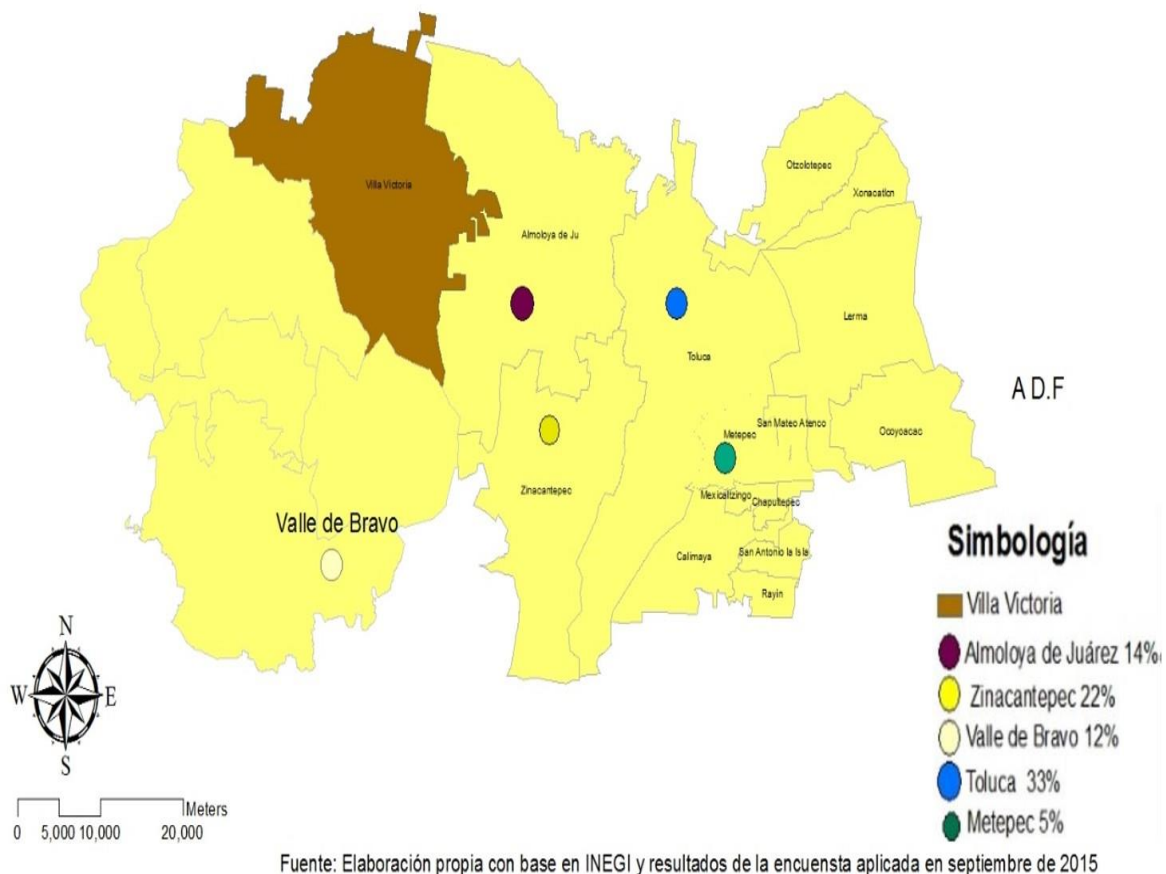 Otzolotepec
Xonacatlcn
Villa Victoria
Almoloya de Ju
Lerma
Toluca
A D.F
San Mateo Atenco
Metepec
Ocoyoacac
Zinacantepec
Mexicaltzingo
Chapultepec
Valle de Bravo
Calimaya
San Antonio la Isla
Rayin
Simbología
Villa Victoria
Almoloya de Juárez 14%
Zinacantepec 22%
Valle de Bravo 12%
Toluca 33%
Metepec 5%
N
W E
S
Meters
0 5,000 10,000 20,000
Fuente: Elaboración propia con base en INEGI y resultados de la encuensta aplicada en septiembre de 2015